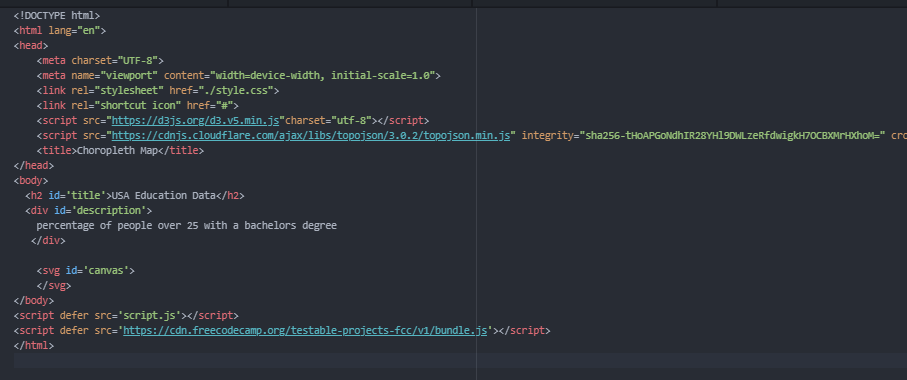 <!DOCTYPE html>
<html lang="en">
<head>
    <meta charset="UTF-8">
    <meta name="viewport" content="width=device-width, initial-scale=1.0">
    <link rel="stylesheet" href="./style.css">
    <link rel="shortcut icon" href="#">
    <script src="https://d3js.org/d3.v5.min.js"charset="utf-8"></script>
    <script src="https://cdnjs.cloudflare.com/ajax/libs/topojson/3.0.2/topojson.min.js" integrity="sha256-tHoAPGoNdhIR28YHl9DWLzeRfdwigkH7OCBXMrHXhoM=" cro
    <title>Choropleth Map</title>
</head>
<body>
  <h2 id='title'>USA Education Data</h2>
  <div id='description'>
    percentage of people over 25 with a bachelors degree
   </div>

    <svg id='canvas'>
    </svg>
</body>
<script defer src='script.js'></script>
<script defer src='https://cdn.freecodecamp.org/testable-projects-fcc/v1/bundle.js'></script>
</html>